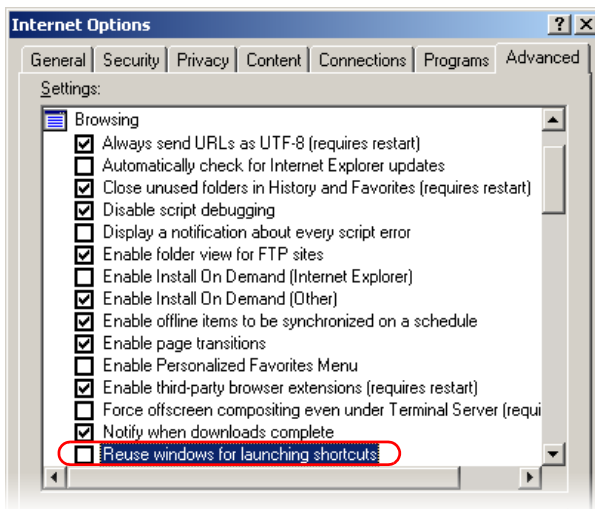 Internet Options
General Security Privacy Content Connections Programs Advanced
Settings:
Browsing
Always send URLs as UTF-8 (requires restart)
Automatically check for Internet Explorer updates
Close unused folders in History and Favorites (requires restart)
Disable script debugging
Display a notification about every script error
Enable folder view for FTP sites
Enable Install On Demand (Internet Explorer)
Enable Install On Demand (Other)
Enable offline items to be synchronized on a schedule
Enable page transitions
Enable Personalized Favorites Menu
Enable third-party browser extensions (requires restart)
Force offscreen compositing even under Terminal Server (requi
Notify when downloads complete
Reuse windows for launching shortcuts